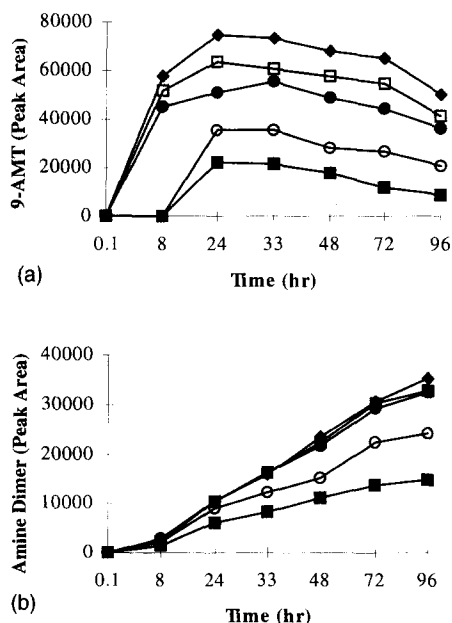 80000
60000
40000
20000
0
9-AMT (Peak Area)
0.1 8 24 33 48 72 96
Time (hr)
(a)
40000
30000
20000
10000
0
Amine Dimer (Peak Area)
0.1 8 24 33 48 72 96
Time (hr)
(b)